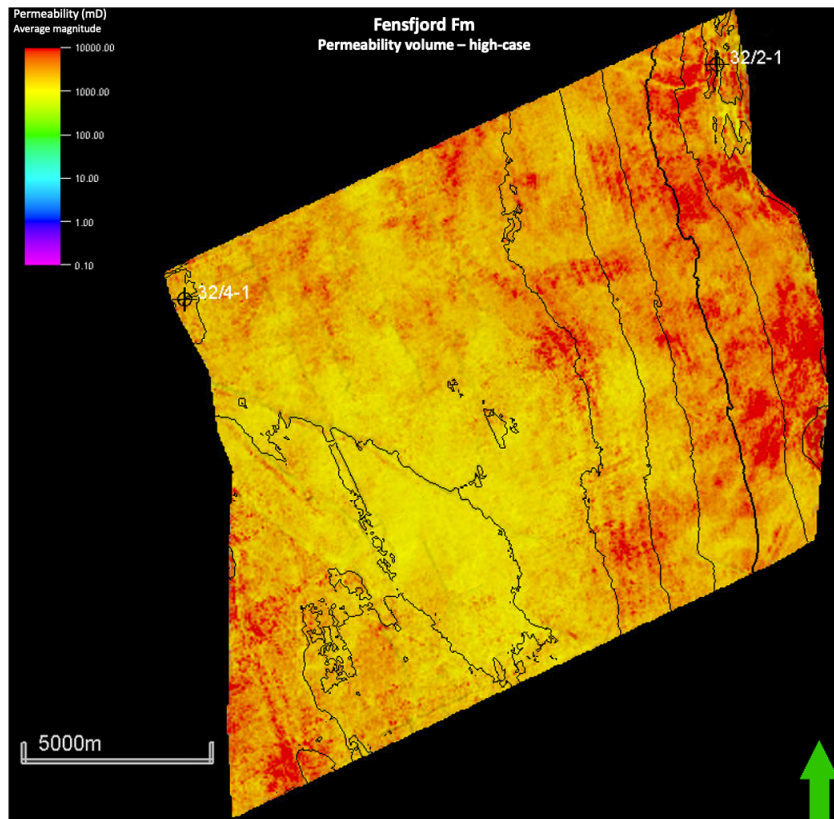 Permeability (mD)
Average magnitude
10000.00
1000.00
100.00
10.00
1.00
0.10
Fensfjord Fm
Permeability volume – high-case
32/2-1
32/4-1
5000m